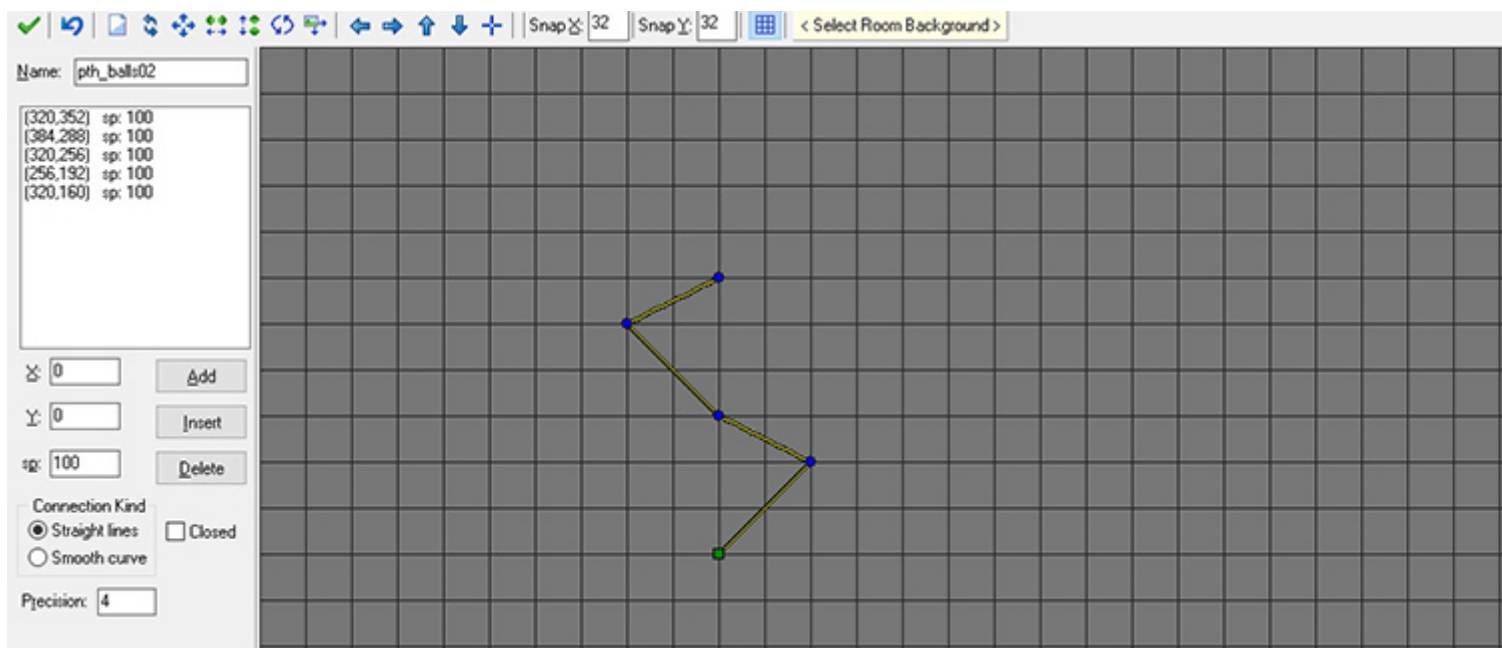 Snap X: 32 Snap Y: 32 < Select Room Background >
Name: pth_balls02
(320,352) sp: 100
(384,288) sp: 100
(320,256) sp: 100
(256,192) sp: 100
(320,160) sp: 100
X: 0 Add
Y: 0 Insert
sp: 100 Delete
Connection Kind
Straight lines Closed
Smooth curve
Precision: 4